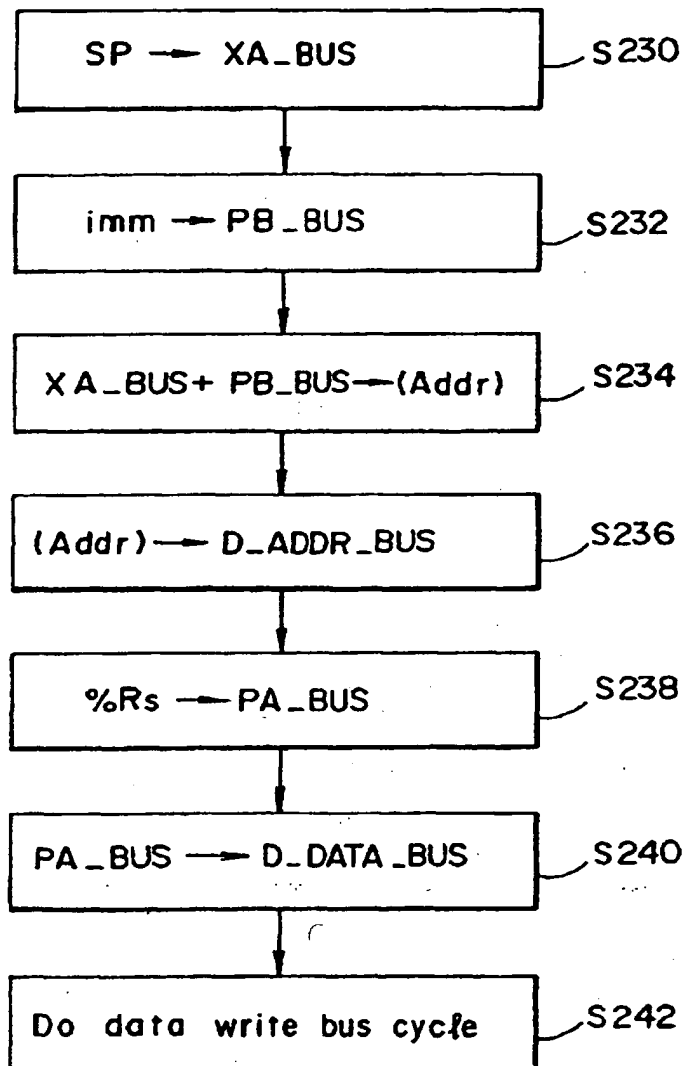 SP → XA_BUS S230
imm → PB_BUS S232
XA_BUS+ PB_BUS→(Addr) S234
(Addr) → D_ADDR_BUS S236
%Rs → PA_BUS S238
PA_BUS → D_DATA_BUS S240
Do data write bus cycle S242